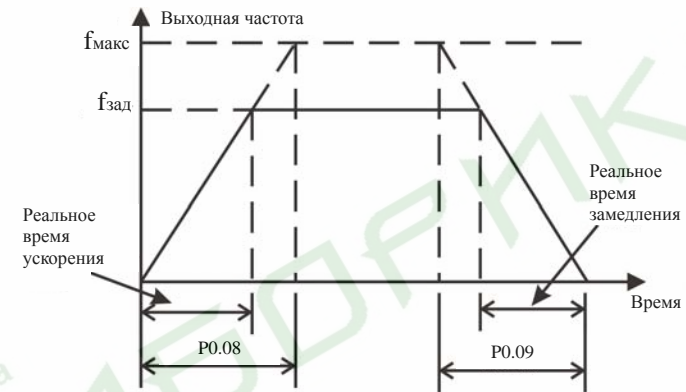 Выходная частота
fмакс
fзад
Реальное
время
замедления
Реальное
время
ускорения
Время
P0.08
P0.09